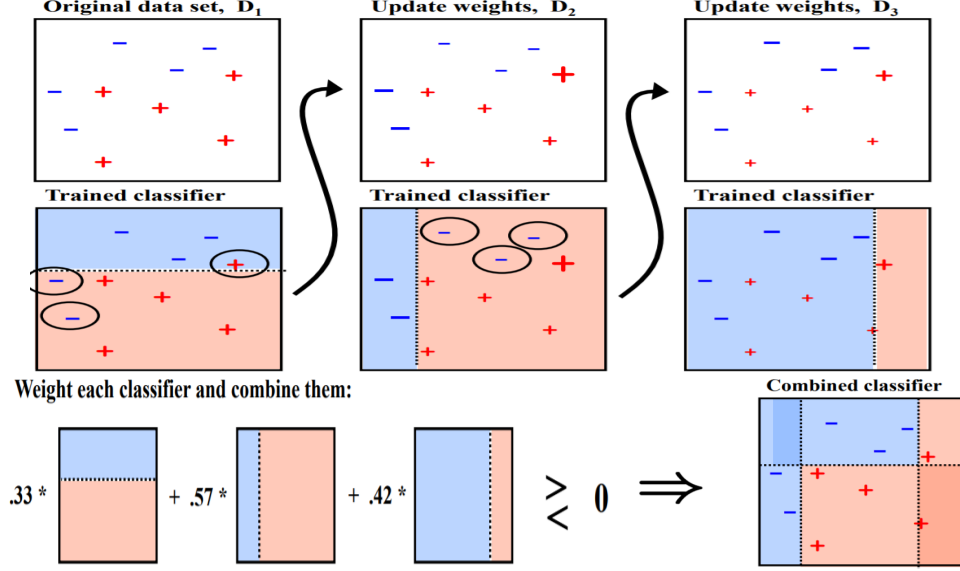 Original data set, D1
Update weights, D2
Update weights, D3
Trained classifier
Trained classifier
Trained classifier
Weight each classifier and combine them:
Combined classifier
.33 * + .57 * + .42 * > < 0 ⇒